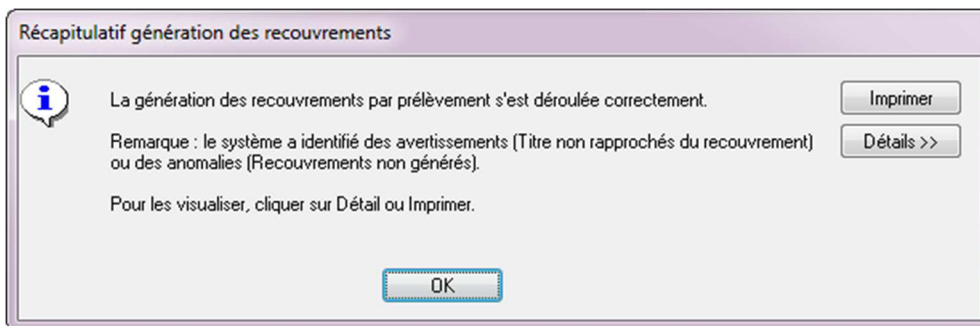 Récapitulatif génération des recouvrements
La génération des recouvrements par prélèvement s'est déroulée correctement.
Imprimer
Remarque : le système a identifié des avertissements (Titre non rapprochés du recouvrement)
ou des anomalies (Recouvrements non générés).
Détails >>
Pour les visualiser, cliquer sur Détail ou Imprimer.
OK